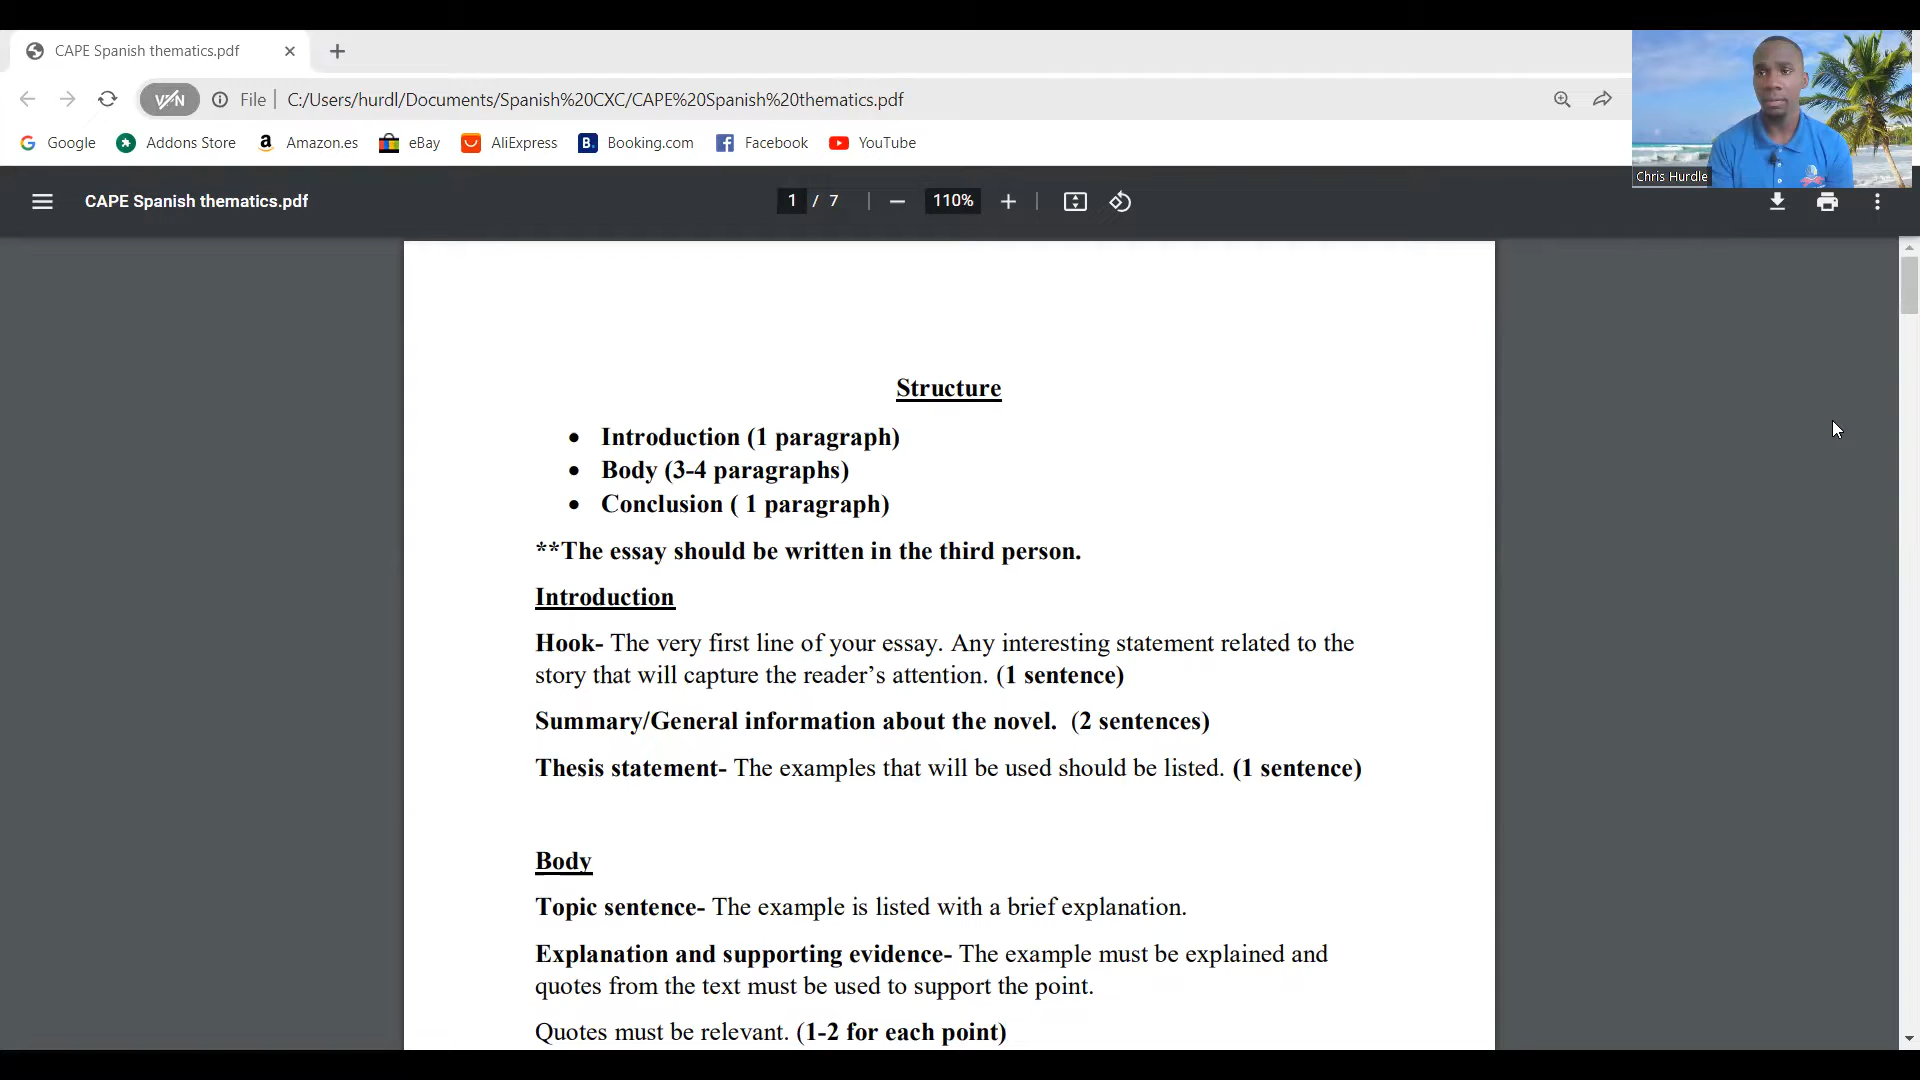 CAPE Spanish thematics.pdf
VPN File C:/Users/hurdl/Documents/Spanish%20CXC/CAPE%20Spanish%20thematics.pdf
Google Addons Store Amazon.es eBay AliExpress Booking.com Facebook YouTube
Chris Hurdle
CAPE Spanish thematics.pdf 1 / 7 110%
Structure
• Introduction (1 paragraph)
• Body (3-4 paragraphs)
• Conclusion ( 1 paragraph)
**The essay should be written in the third person.
Introduction
Hook- The very first line of your essay. Any interesting statement related to the
story that will capture the reader’s attention. (1 sentence)
Summary/General information about the novel. (2 sentences)
Thesis statement- The examples that will be used should be listed. (1 sentence)
Body
Topic sentence- The example is listed with a brief explanation.
Explanation and supporting evidence- The example must be explained and
quotes from the text must be used to support the point.
Quotes must be relevant. (1-2 for each point)